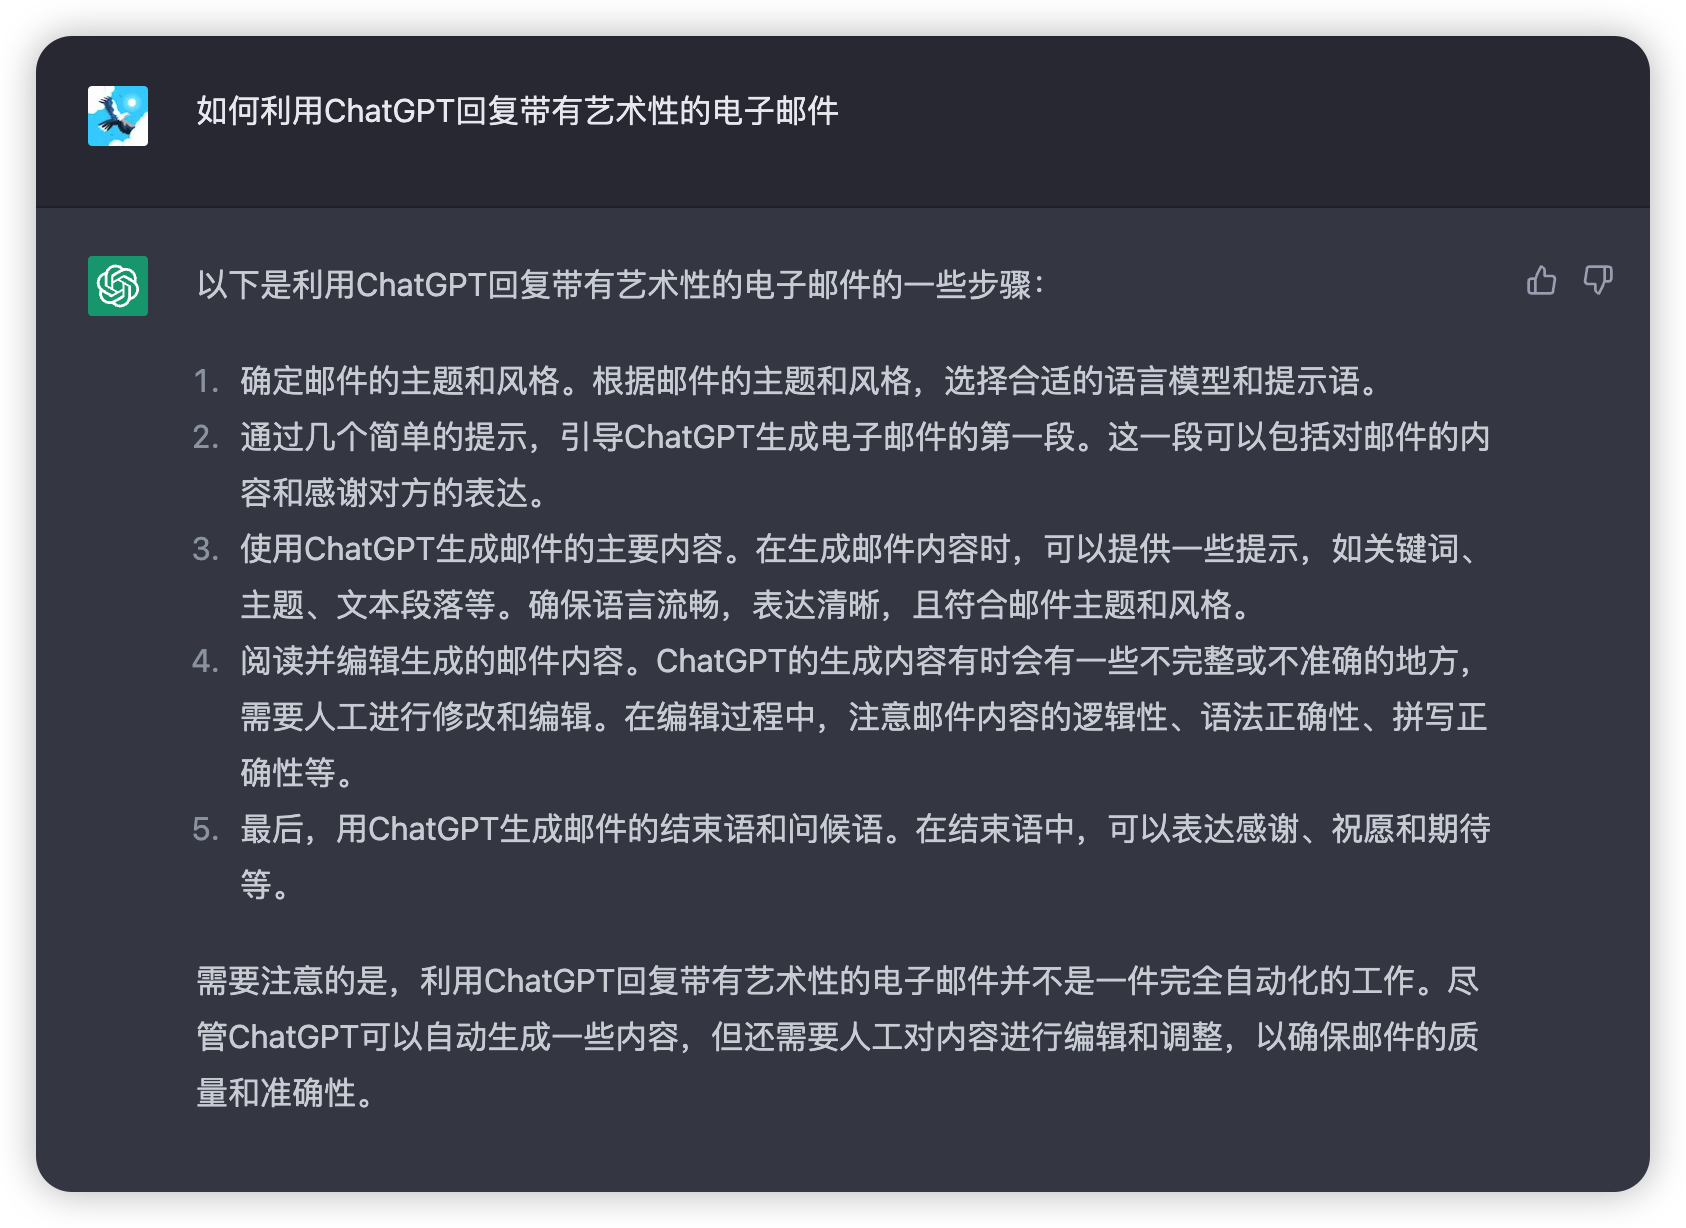 如何利用ChatGPT回复带有艺术性的电子邮件
以下是利用ChatGPT回复带有艺术性的电子邮件的一些步骤：
1. 确定邮件的主题和风格。根据邮件的主题和风格，选择合适的语言模型和提示语。
2. 通过几个简单的提示，引导ChatGPT生成电子邮件的第一段。这一段可以包括对邮件的内
容和感谢对方的表达。
3. 使用ChatGPT生成邮件的主要内容。在生成邮件内容时，可以提供一些提示，如关键词、
主题、文本段落等。确保语言流畅，表达清晰，且符合邮件主题和风格。
4. 阅读并编辑生成的邮件内容。ChatGPT的生成内容有时会有一些不完整或不准确的地方，
需要人工进行修改和编辑。在编辑过程中，注意邮件内容的逻辑性、语法正确性、拼写正
确性等。
5. 最后，用ChatGPT生成邮件的结束语和问候语。在结束语中，可以表达感谢、祝愿和期待
等。
需要注意的是，利用ChatGPT回复带有艺术性的电子邮件并不是一件完全自动化的工作。尽
管ChatGPT可以自动生成一些内容，但还需要人工对内容进行编辑和调整，以确保邮件的质
量和准确性。